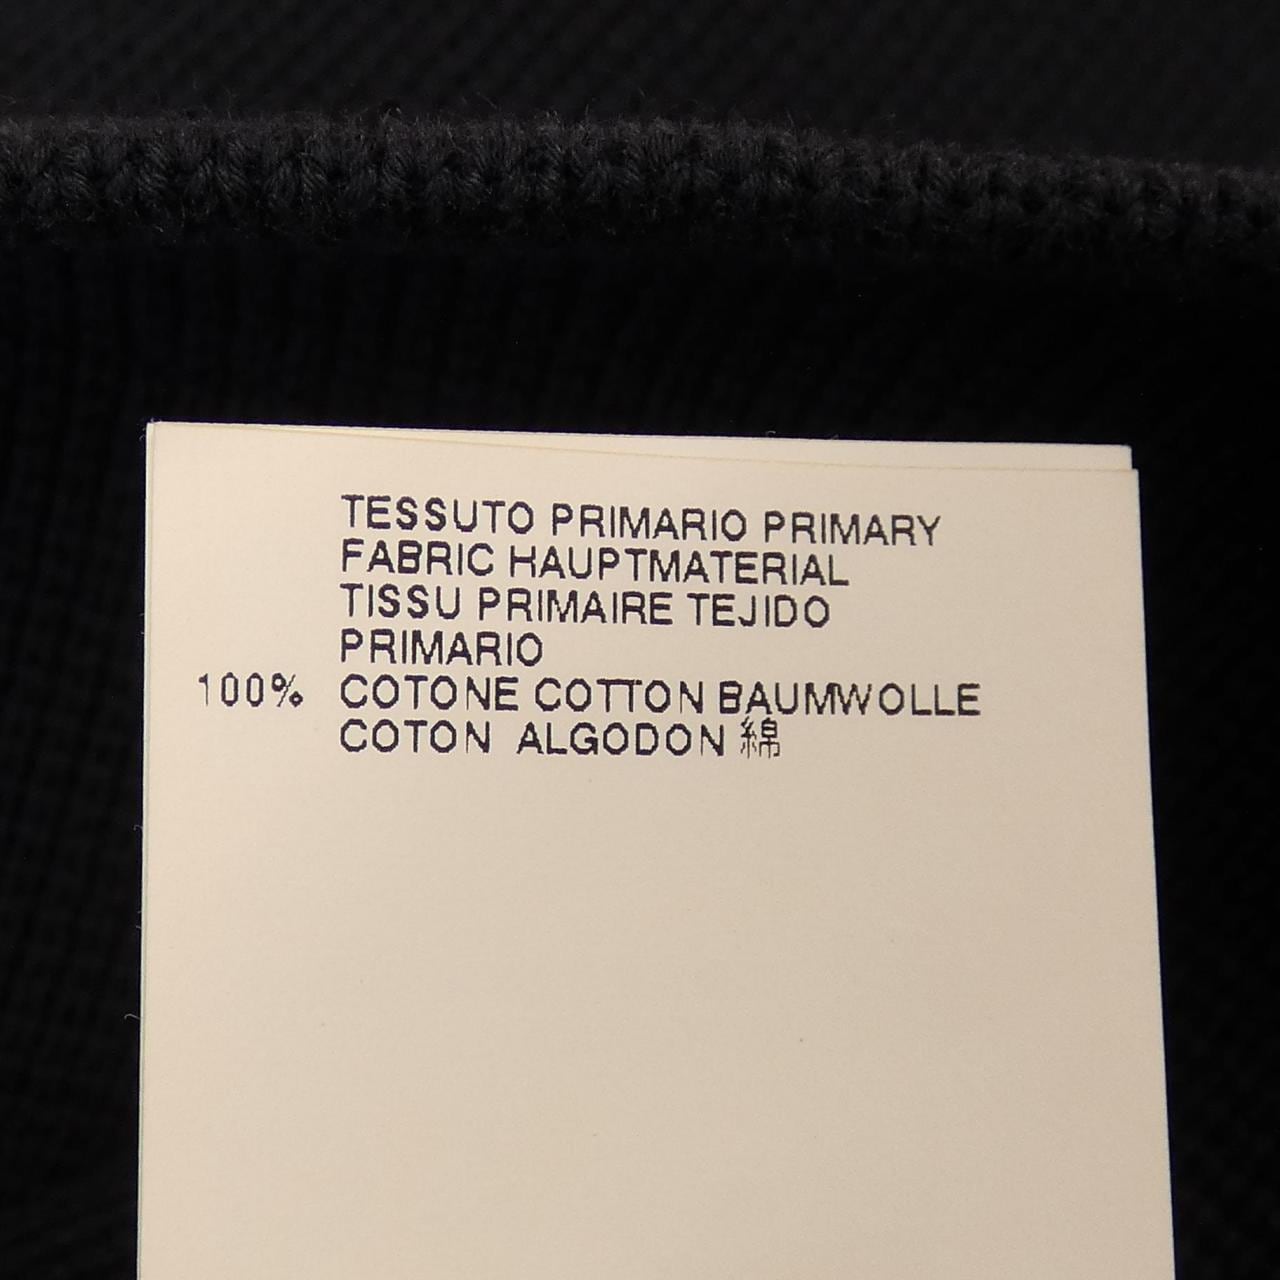 TESSUTO PRIMARIO PRIMARY
FABRIC HAUPTMATERIAL
TISSU PRIMAIRE TEJIDO
PRIMARIO
100% COTONE COTTON BAUMWOLLE
COTON ALGODON 綿